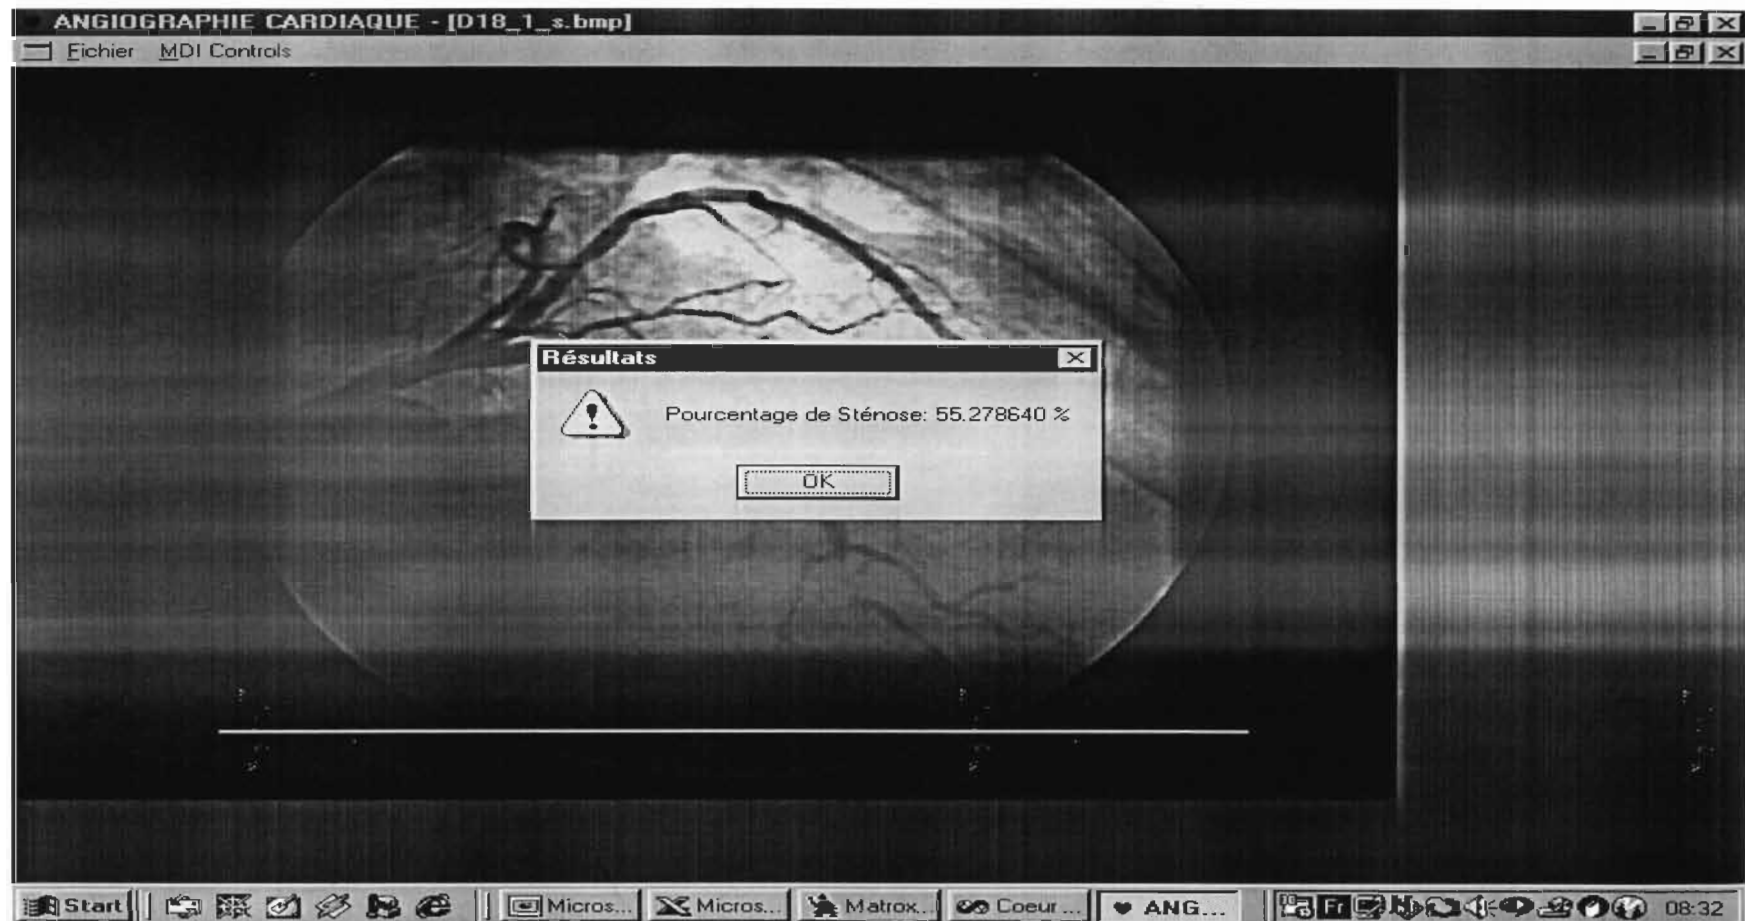 ANGIOGRAPHIE CARDIAQUE - [D18_1_s.bmp]
Fichier MDI Controls
Résultats
Pourcentage de Sténose: 55.278640 %
OK
Start Micros... Micros... Matrox... Coeur ... ANG... Fr 08:32